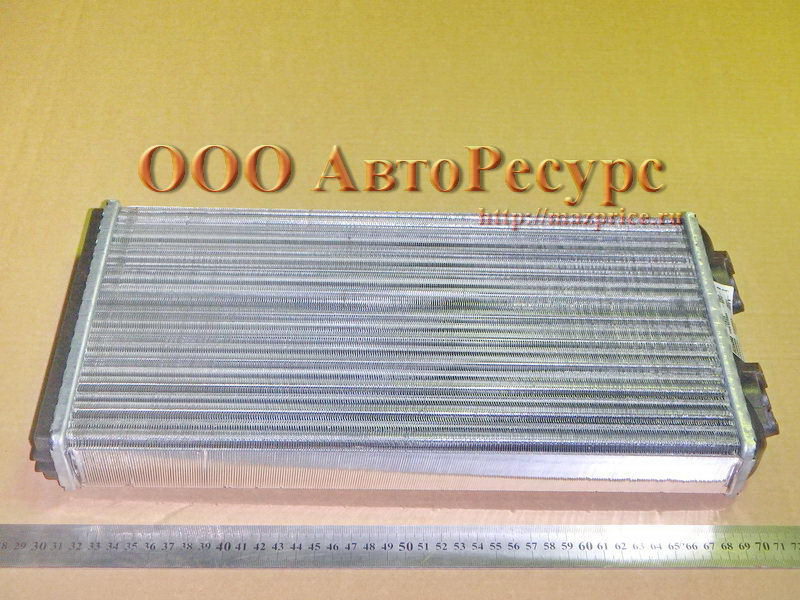 ООО АвтоРесурс
http://mazprice.ru
29 30 31 32 33 34 35 36 37 38 39 40 41 42 43 44 45 46 47 48 49 50 51 52 53 54 55 56 57 58 59 60 61 62 63 64 65 66 67 68 69 70 71